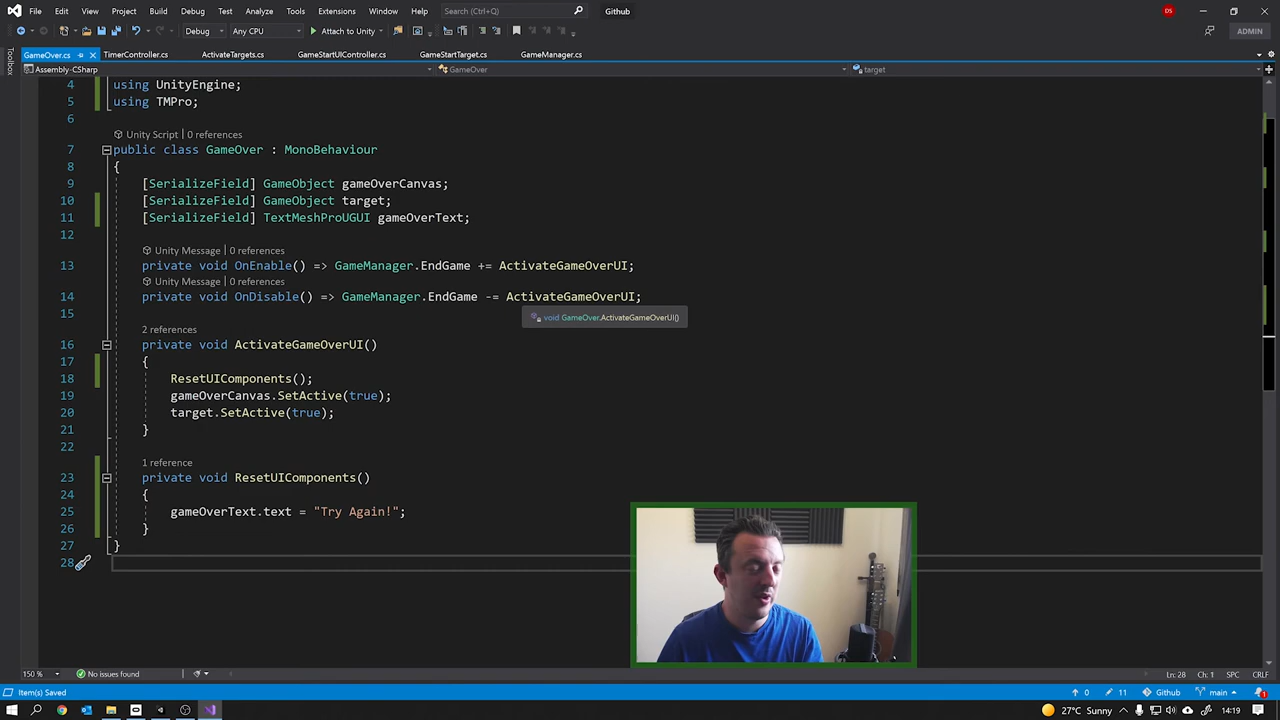 File Edit View Project Build Debug Test Analyze Tools Extensions Window Help Search (Ctrl+Q) Github DS
Debug Any CPU Attach to Unity ADMIN
GameOver.cs TimerController.cs ActivateTargets.cs GameStartUIController.cs GameStartTarget.cs GameManager.cs
Toolbox
Assembly-CSharp GameOver target
4 using UnityEngine;
5 using TMPro;
6
Unity Script | 0 references
7 public class GameOver : MonoBehaviour
8 {
9 [SerializeField] GameObject gameOverCanvas;
10 [SerializeField] GameObject target;
11 [SerializeField] TextMeshProUGUI gameOverText;
12
Unity Message | 0 references
13 private void OnEnable() => GameManager.EndGame += ActivateGameOverUI;
Unity Message | 0 references
14 private void OnDisable() => GameManager.EndGame -= ActivateGameOverUI;
15 void GameOver.ActivateGameOverUI()
2 references
16 private void ActivateGameOverUI()
17 {
18 ResetUIComponents();
19 gameOverCanvas.SetActive(true);
20 target.SetActive(true);
21 }
22
1 reference
23 private void ResetUIComponents()
24 {
25 gameOverText.text = "Try Again!";
26 }
27 }
28
150 % No issues found Ln: 28 Ch: 1 SPC CRLF
Item(s) Saved 0 11 Github main 1
27°C Sunny 14:19